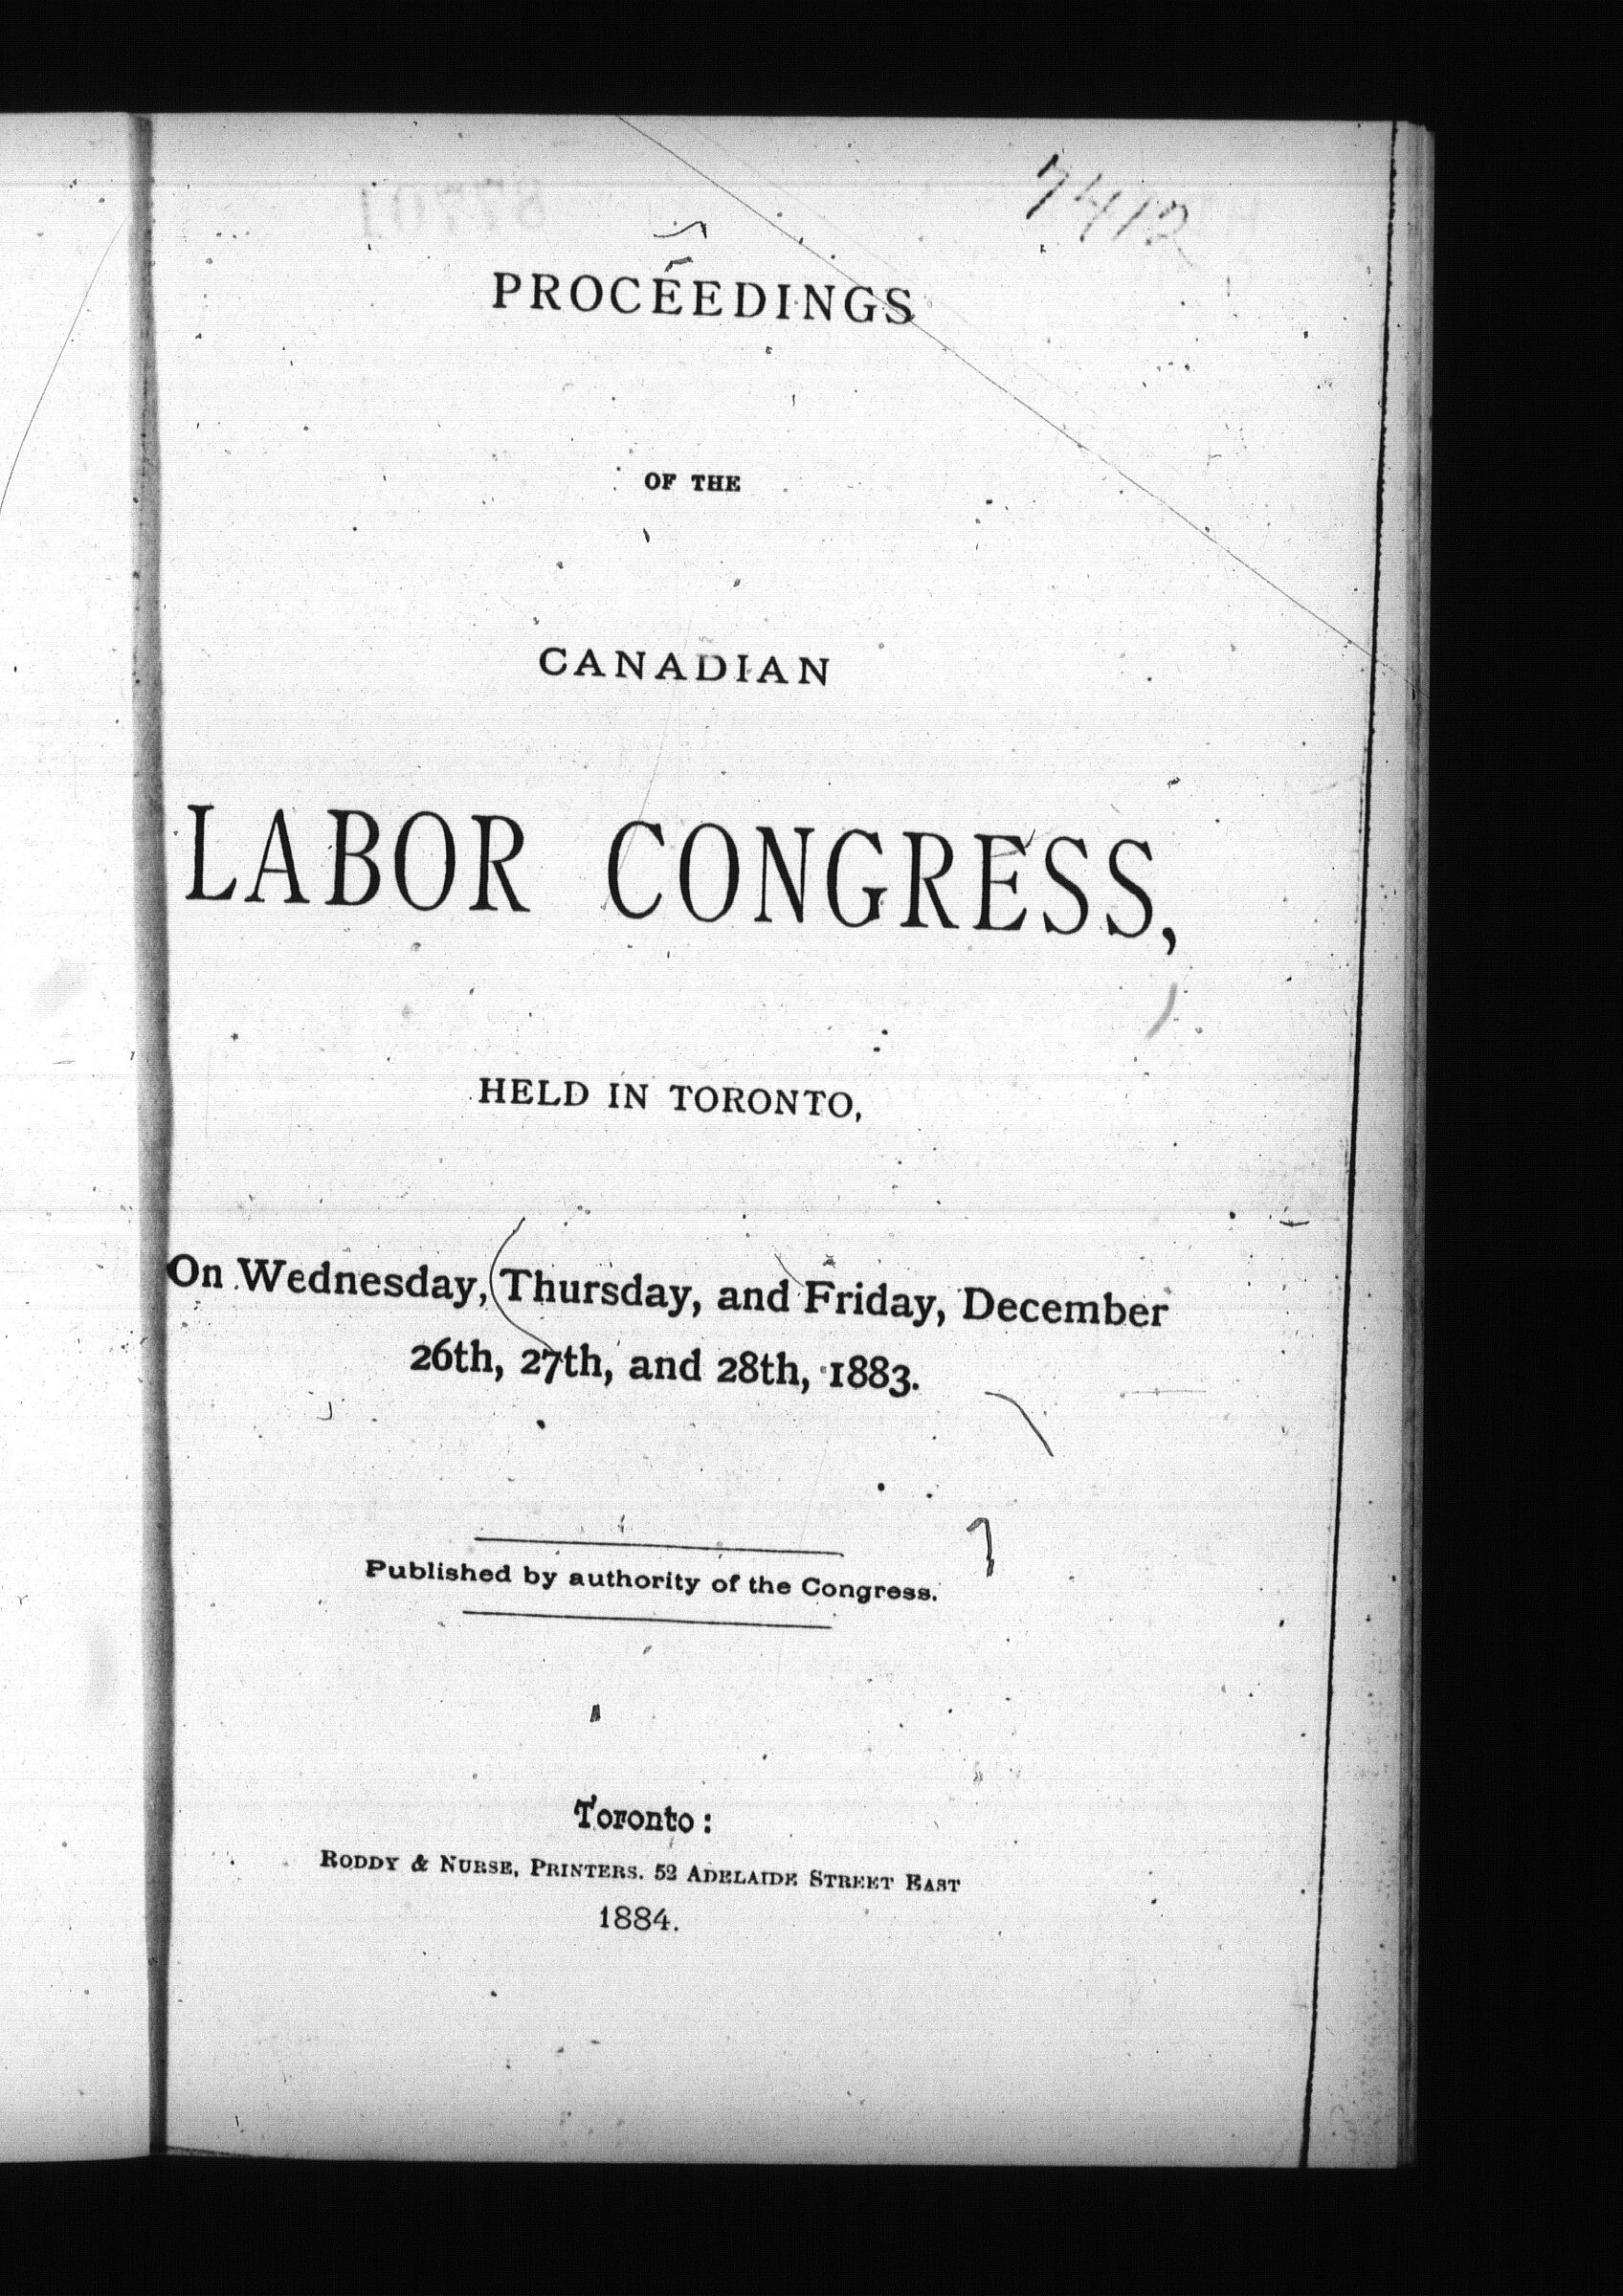 7412
PROCEEDINGS
OF THE
CANADIAN
LABOR CONGRESS,
HELD IN TORONTO,
On Wednesday, Thursday, and Friday, December
26th, 27th, and 28th, 1883.
Published by authority of the Congress.
Toronto:
RODDY & NURSE, PRINTERS. 52 ADELAIDE STREET EAST
1884.